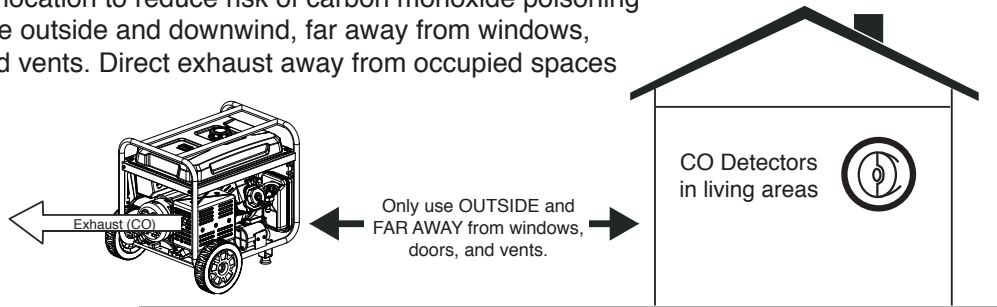 location to reduce risk of carbon monoxide poisoning
e outside and downwind, far away from windows,
d vents. Direct exhaust away from occupied spaces
CO Detectors
in living areas
Exhaust (CO)
Only use OUTSIDE and
FAR AWAY from windows,
doors, and vents.